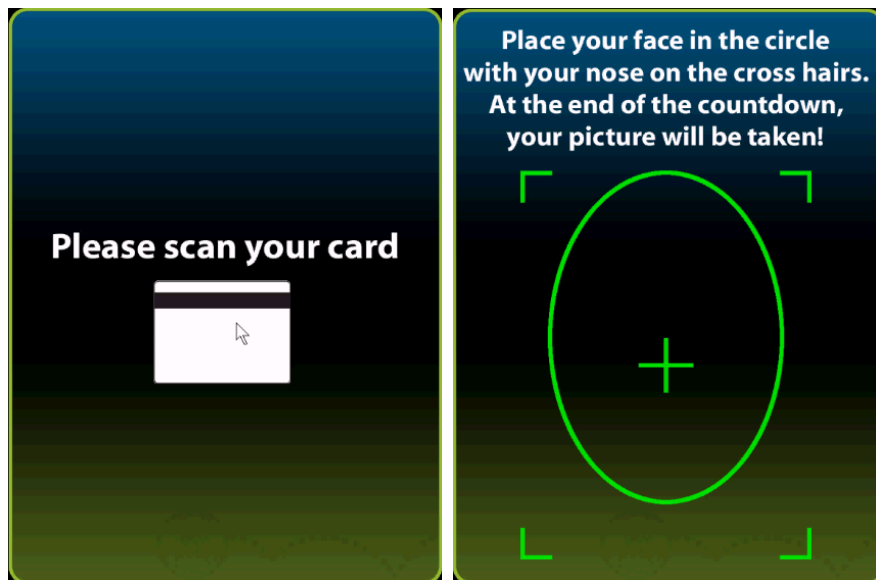 Please scan your card
Place your face in the circle
with your nose on the cross hairs.
At the end of the countdown,
your picture will be taken!